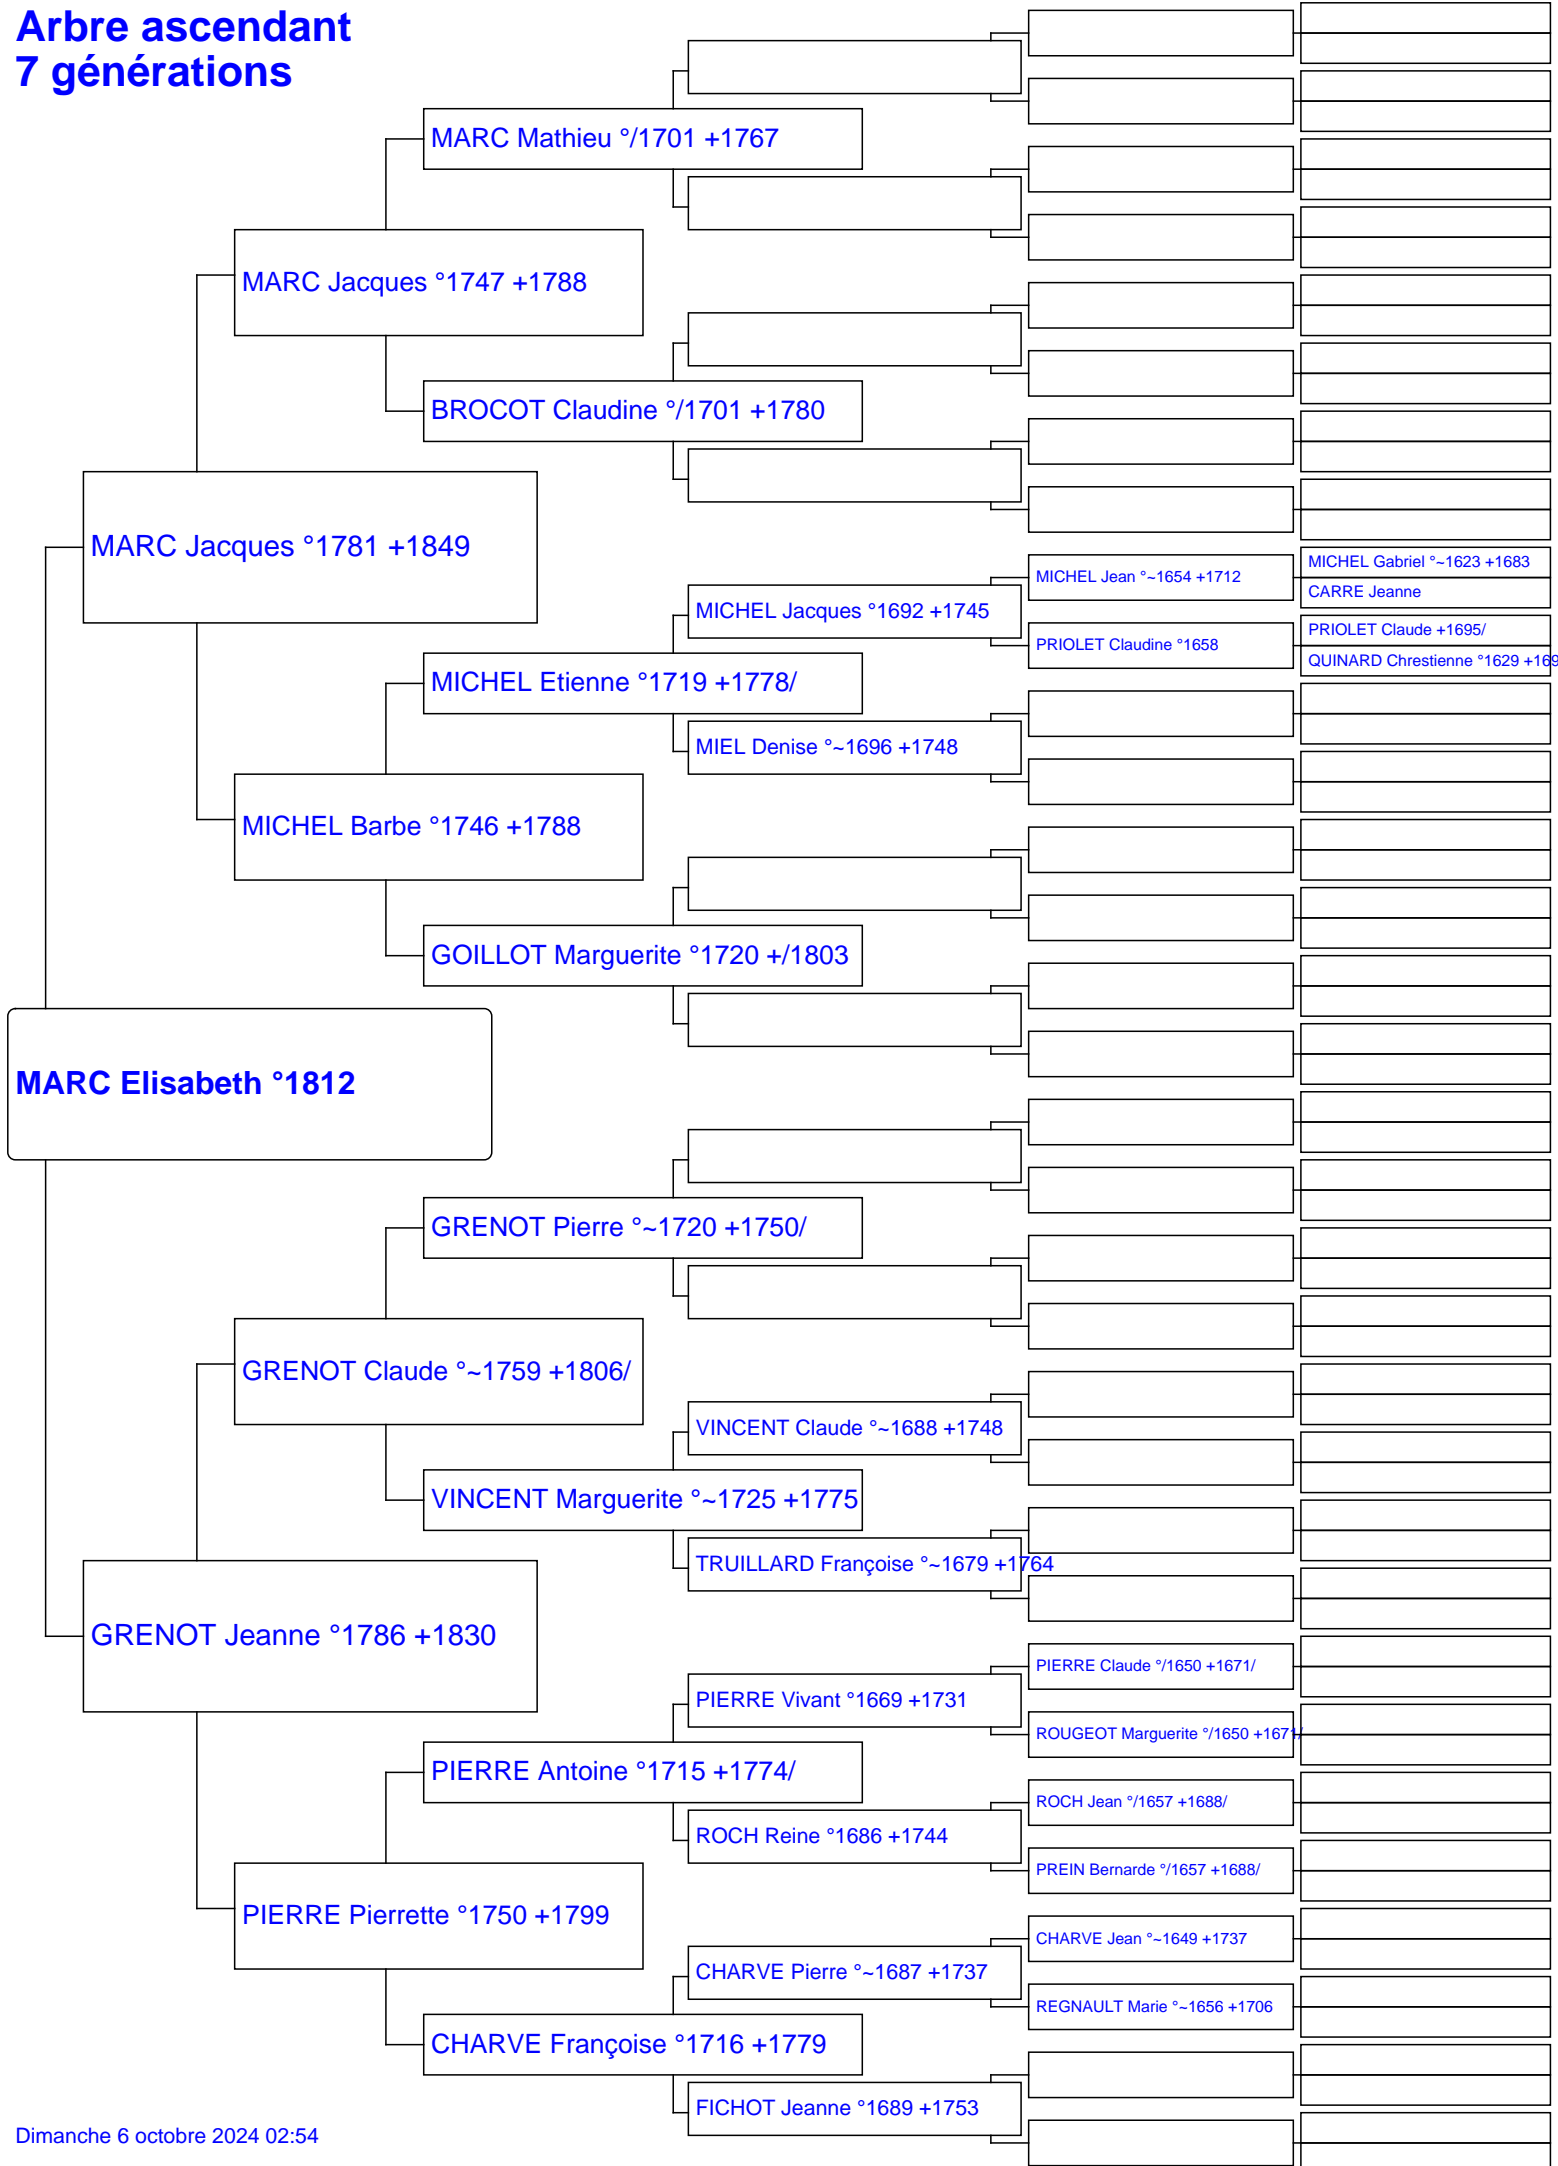 Arbre ascendant
7 générations
MARC Mathieu °/1701 +1767
MARC Jacques °1747 +1788
BROCOT Claudine °/1701 +1780
MARC Jacques °1781 +1849
MICHEL Gabriel °~1623 +1683
MICHEL Jean °~1654 +1712
CARRE Jeanne
MICHEL Jacques °1692 +1745
PRIOLET Claude +1695/
PRIOLET Claudine °1658
QUINARD Chrestienne °1629 +169
MICHEL Etienne °1719 +1778/
MIEL Denise °~1696 +1748
MICHEL Barbe °1746 +1788
GOILLOT Marguerite °1720 +/1803
MARC Elisabeth °1812
GRENOT Pierre °~1720 +1750/
GRENOT Claude °~1759 +1806/
VINCENT Claude °~1688 +1748
VINCENT Marguerite °~1725 +1775
TRUILLARD Françoise °~1679 +1764
GRENOT Jeanne °1786 +1830
PIERRE Claude °/1650 +1671/
PIERRE Vivant °1669 +1731
ROUGEOT Marguerite °/1650 +1671/
PIERRE Antoine °1715 +1774/
ROCH Jean °/1657 +1688/
ROCH Reine °1686 +1744
PREIN Bernarde °/1657 +1688/
PIERRE Pierrette °1750 +1799
CHARVE Jean °~1649 +1737
CHARVE Pierre °~1687 +1737
REGNAULT Marie °~1656 +1706
CHARVE Françoise °1716 +1779
FICHOT Jeanne °1689 +1753
Dimanche 6 octobre 2024 02:54